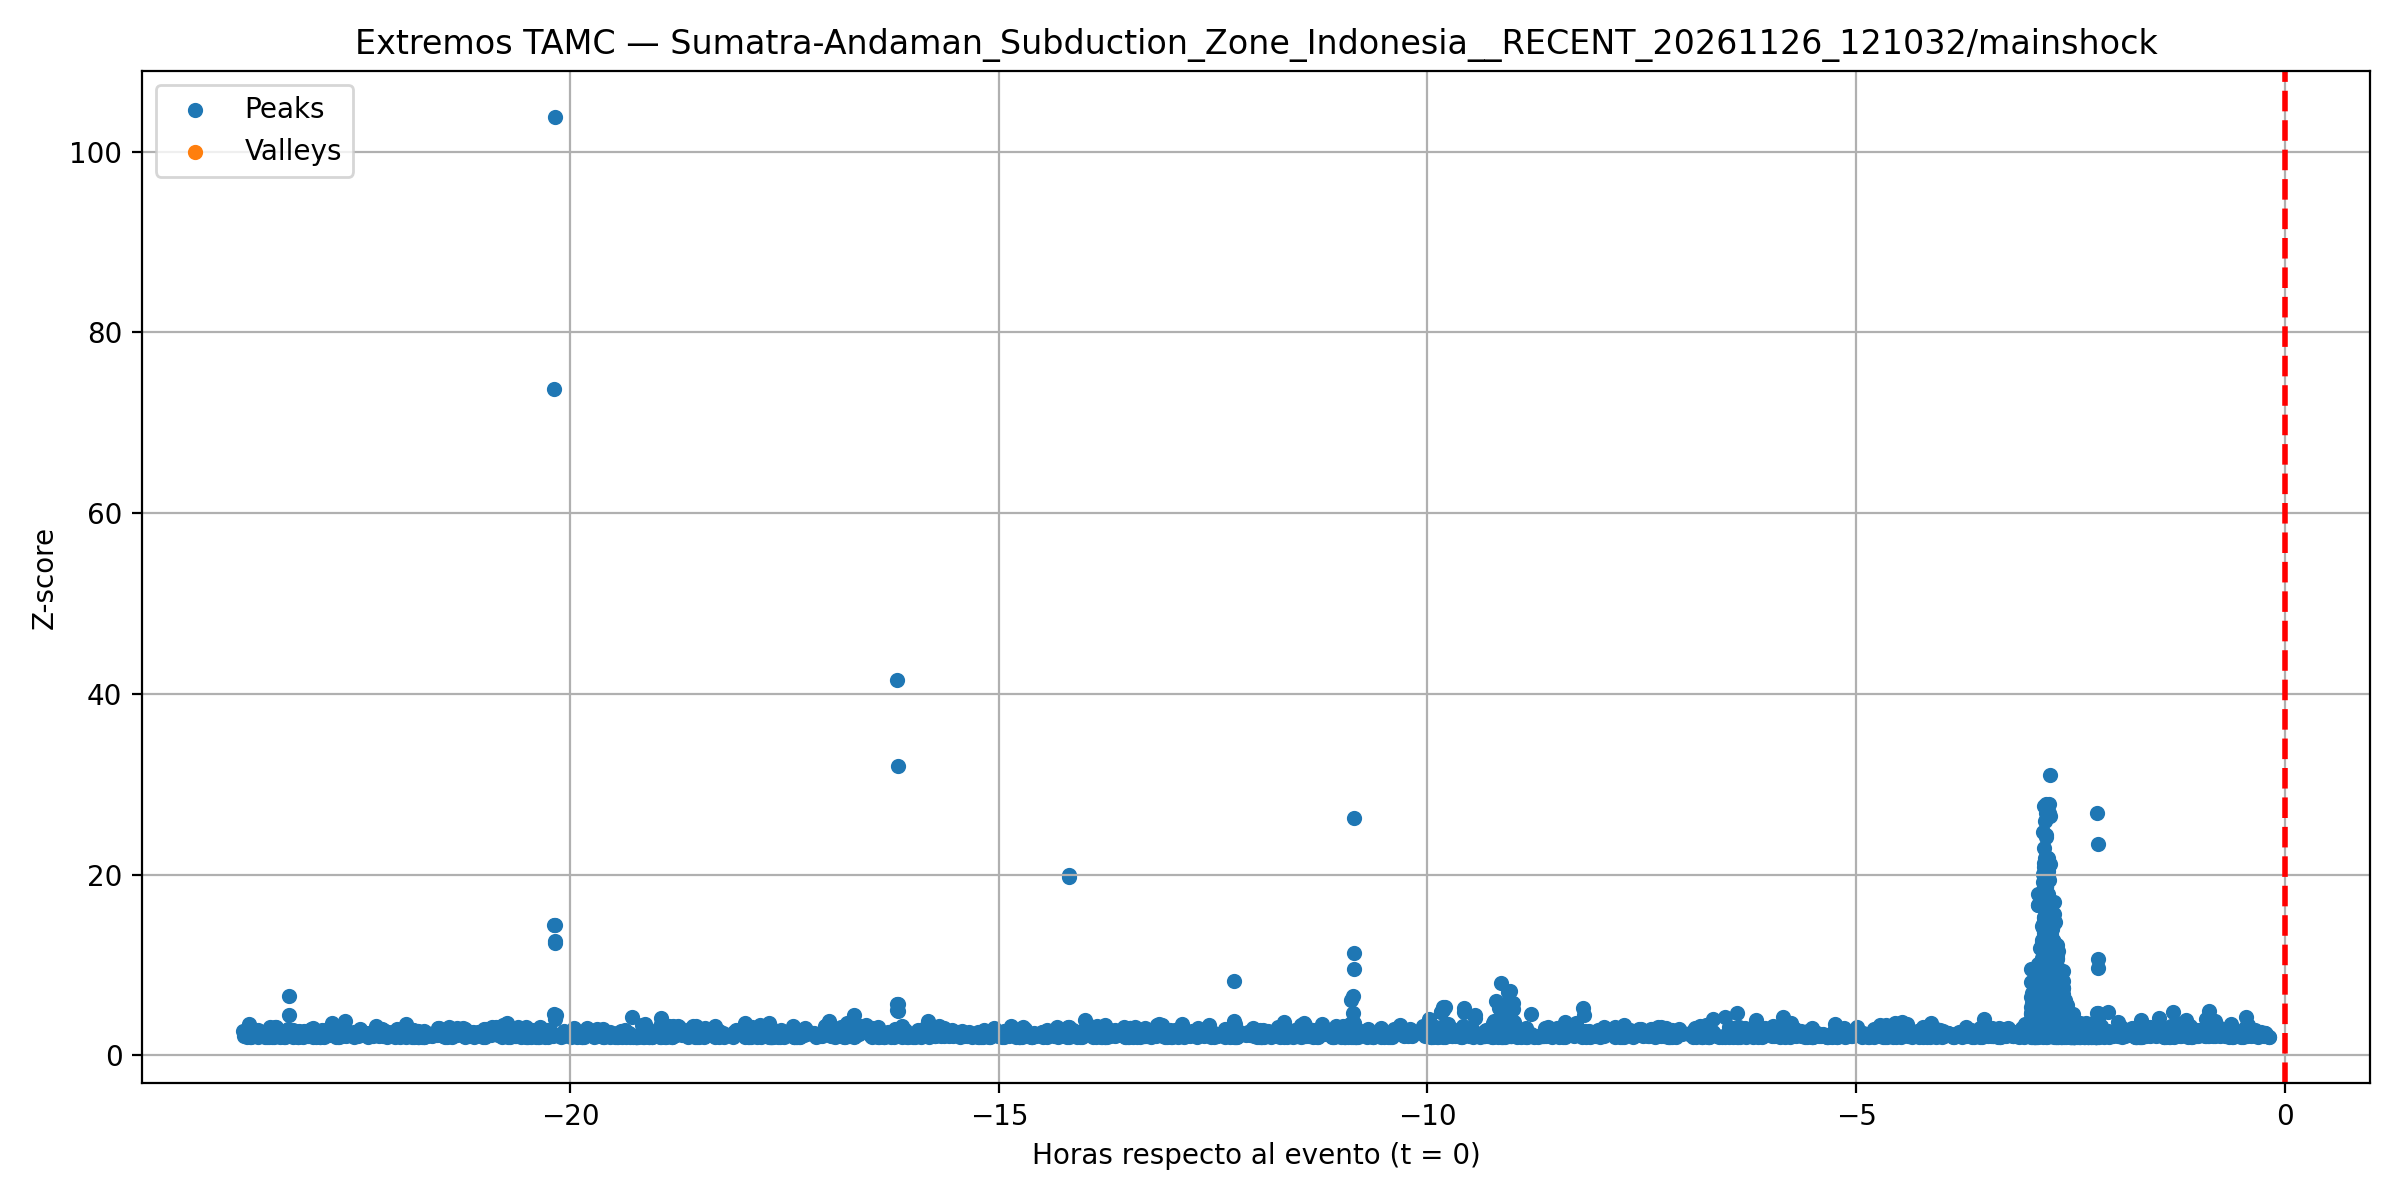 Extremos TAMC — Sumatra-Andaman_Subduction_Zone_Indonesia__RECENT_20261126_121032/mainshock
Peaks
Valleys
100
80
60
40
20
0
Z-score
−20
−15
−10
−5
0
Horas respecto al evento (t = 0)